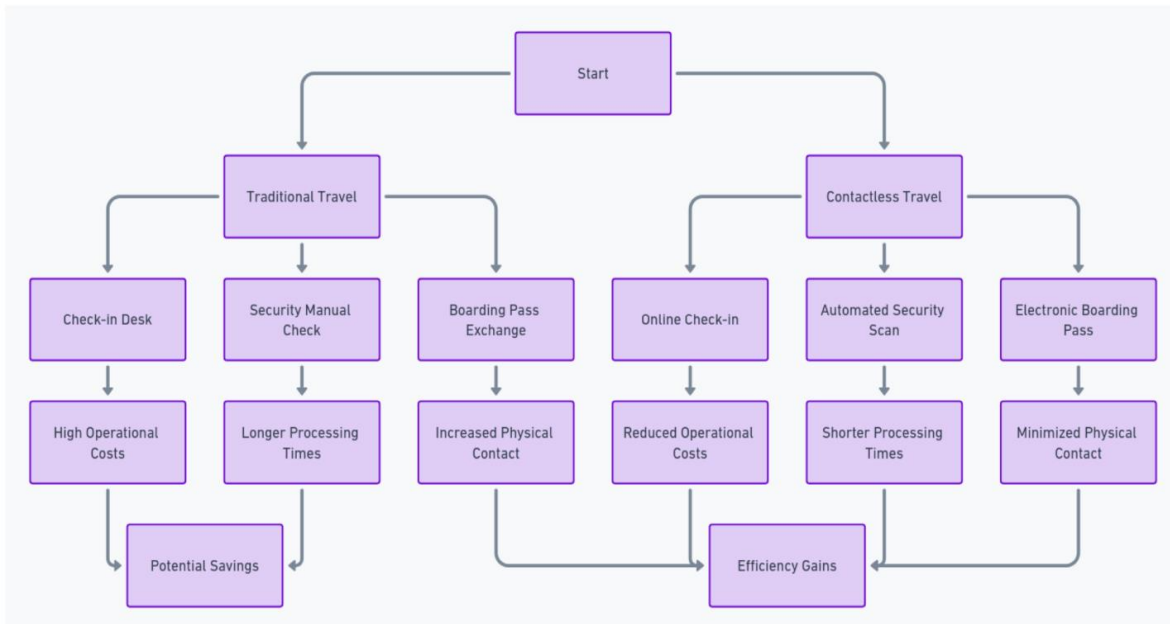 Start
Traditional Travel
Contactless Travel
Check-in Desk
Security Manual
Check
Boarding Pass
Exchange
Online Check-in
Automated Security
Scan
Electronic Boarding
Pass
High Operational
Costs
Longer Processing
Times
Increased Physical
Contact
Reduced Operational
Costs
Shorter Processing
Times
Minimized Physical
Contact
Potential Savings
Efficiency Gains